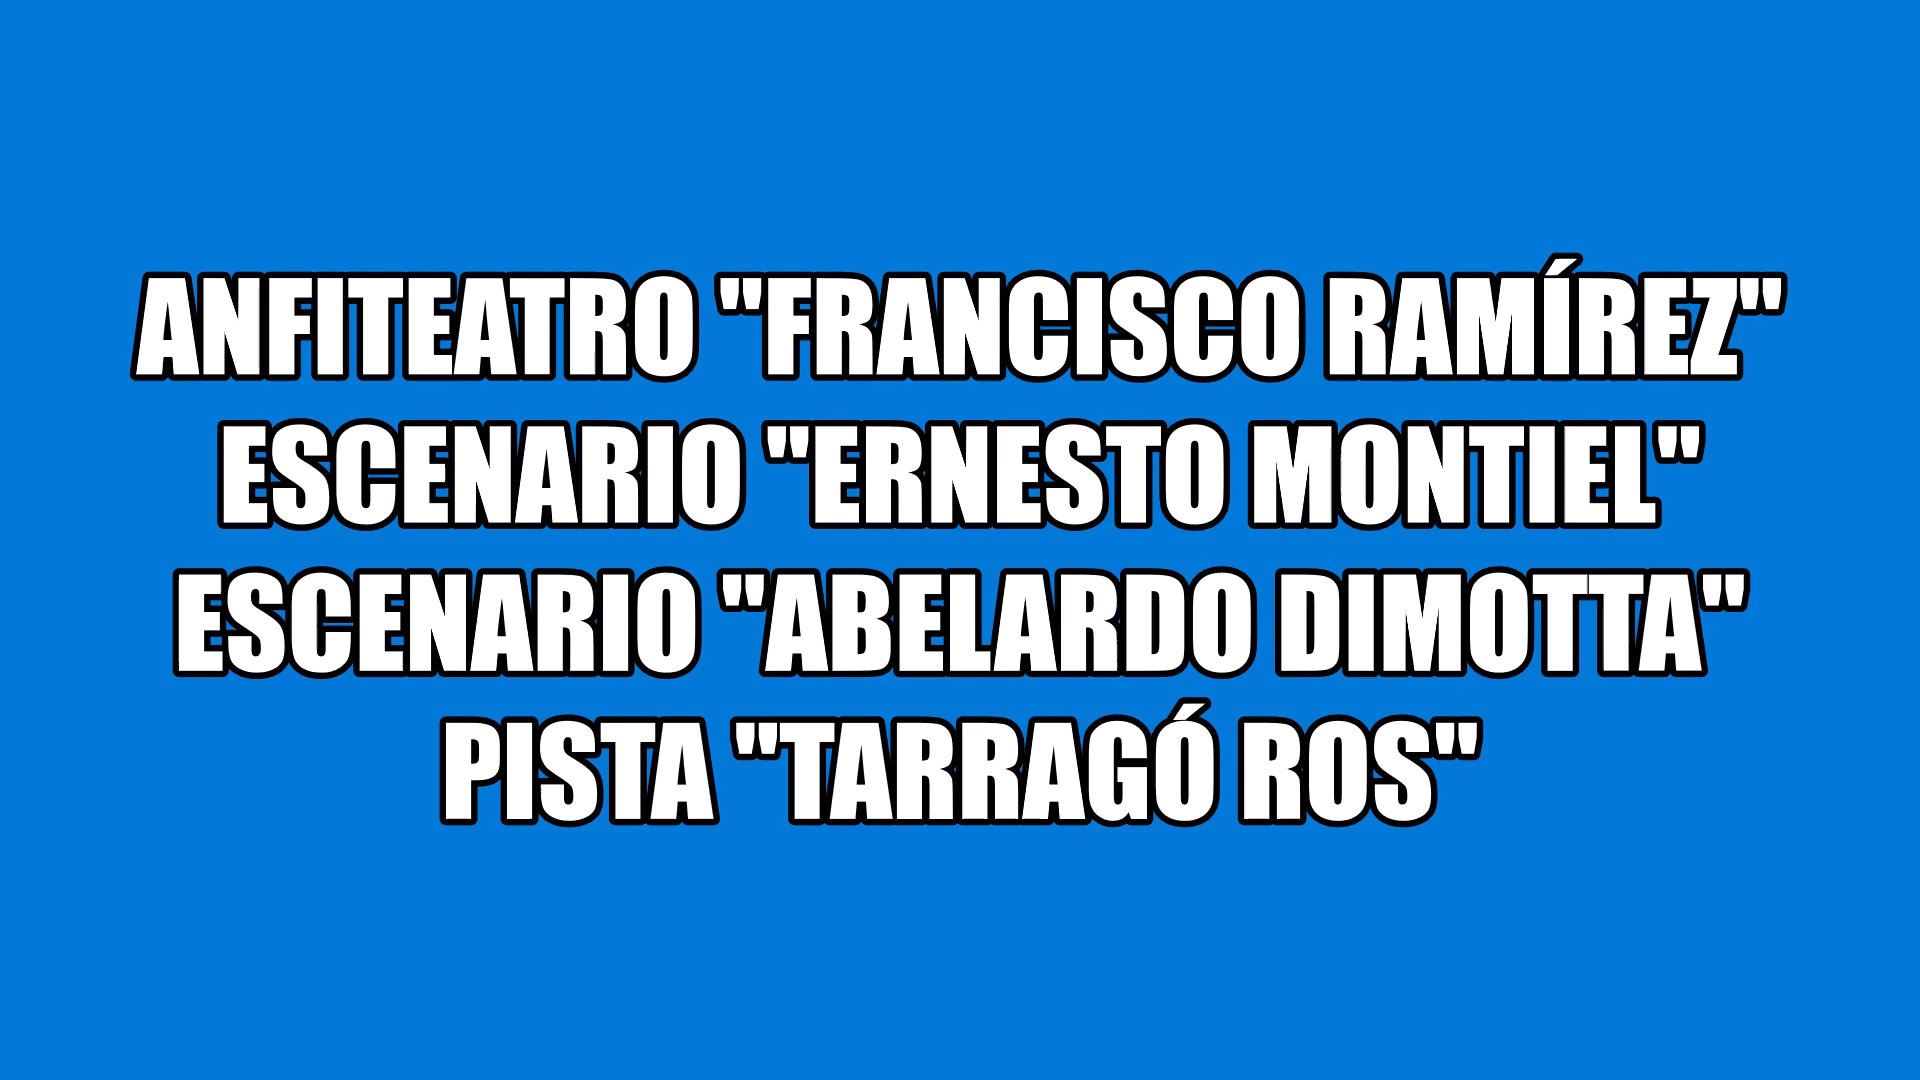 ANFITEATRO "FRANCISCO RAMÍREZ"
ESCENARIO "ERNESTO MONTIEL"
ESCENARIO "ABELARDO DIMOTTA"
PISTA "TARRAGÓ ROS"